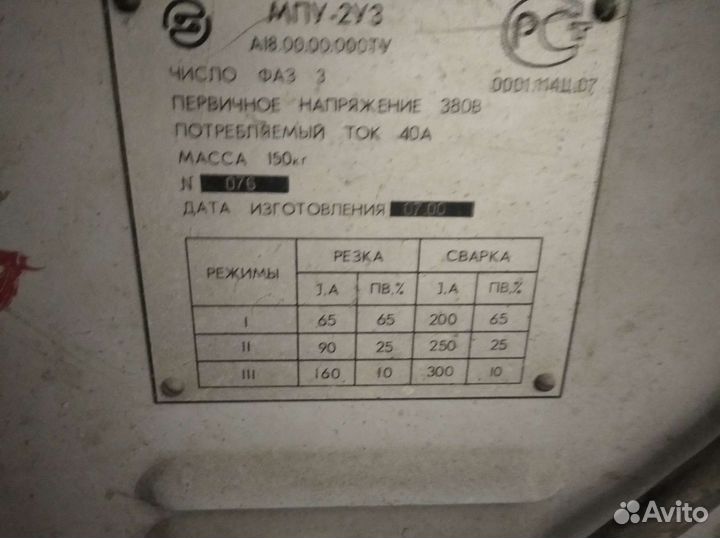 МПУ-2У3
А18.00.00.000ТУ
ЧИСЛО ФАЗ 3
0001.114Ц.07
ПЕРВИЧНОЕ НАПРЯЖЕНИЕ 380В
ПОТРЕБЛЯЕМЫЙ ТОК 40А
МАССА 150кг
N 076
ДАТА ИЗГОТОВЛЕНИЯ 07.00
РЕЖИМЫ РЕЗКА СВАРКА
J,А ПВ,% J,А ПВ,%
I 65 65 200 65
II 90 25 250 25
III 160 10 300 10
Avito